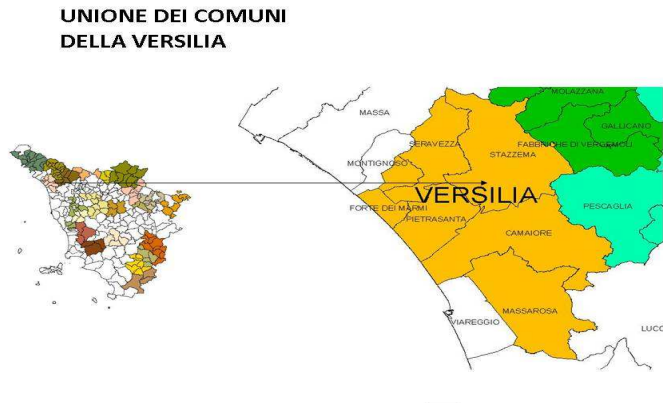 UNIONE DEI COMUNI
DELLA VERSILIA
MOLAZZANA
MASSA
GALLICANO
SERAVEZZA
FABBRICHE DI VERGEMOLI
STAZZEMA
MONTIGNOSO
VERSILIA
FORTE DEI MARMI
PESCAGLIA
PIETRASANTA
CAMAIORE
MASSAROSA
VIAREGGIO
LUCC